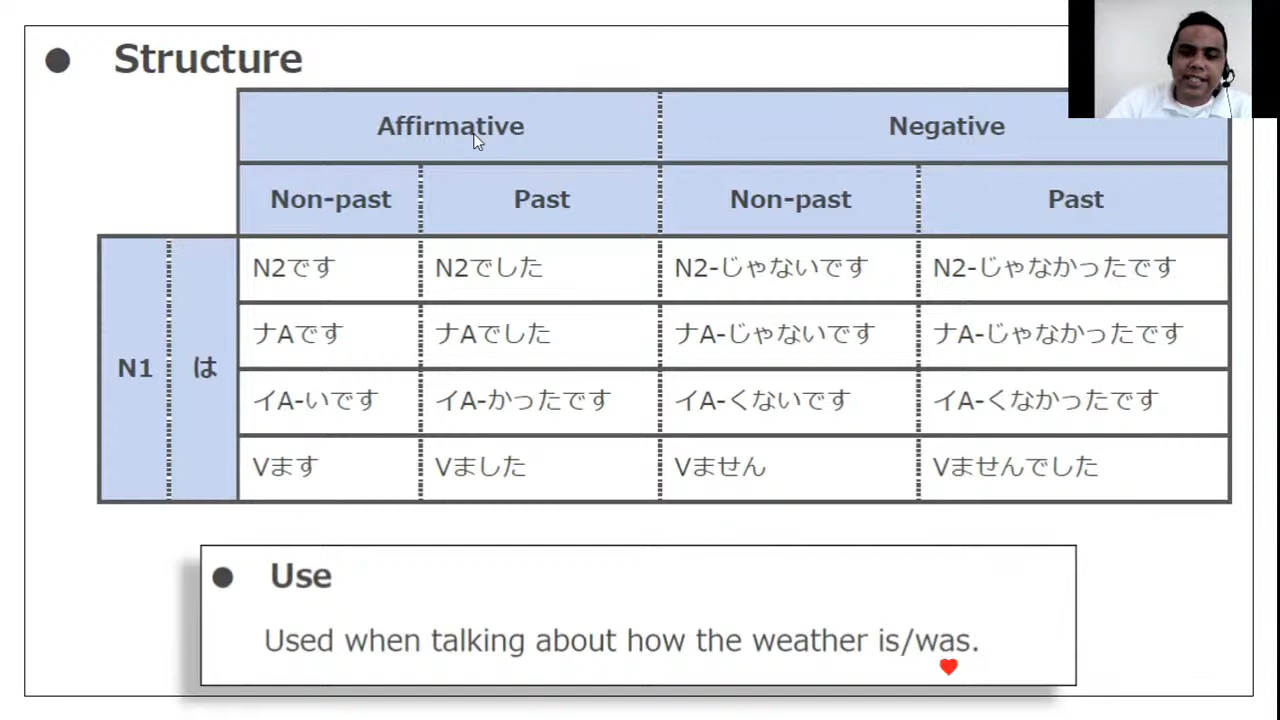 ● Structure
Affirmative Negative
Non-past Past Non-past Past
N1 は
N2です N2でした N2-じゃないです N2-じゃなかったです
ナAです ナAでした ナA-じゃないです ナA-じゃなかったです
イA-いです イA-かったです イA-くないです イA-くなかったです
Vます Vました Vません Vませんでした
● Use
Used when talking about how the weather is/was.